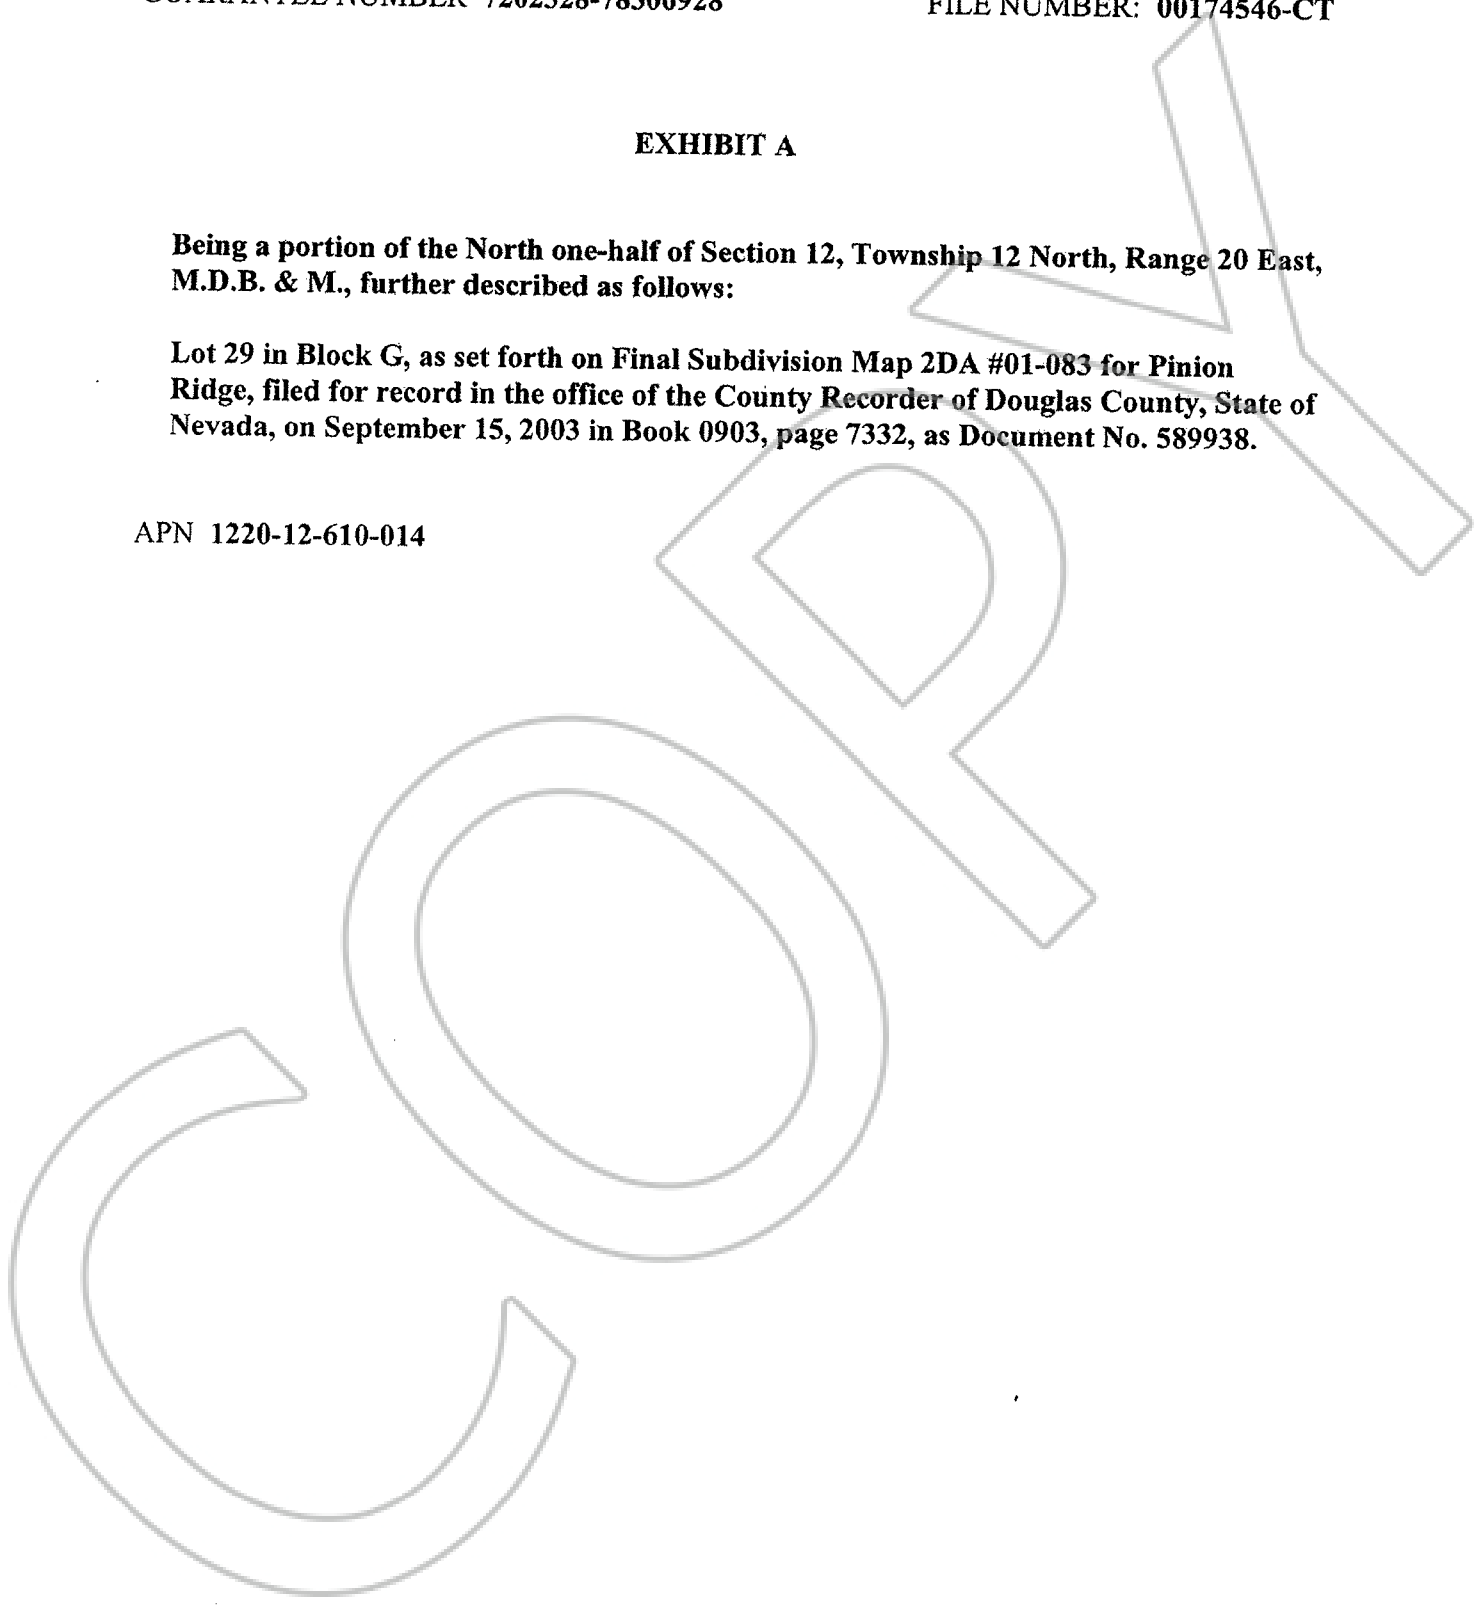 GUARANTEE NUMBER 7202328-78500928 FILE NUMBER: 00174546-CT
EXHIBIT A
Being a portion of the North one-half of Section 12, Township 12 North, Range 20 East,
M.D.B. & M., further described as follows:
Lot 29 in Block G, as set forth on Final Subdivision Map 2DA #01-083 for Pinion
Ridge, filed for record in the office of the County Recorder of Douglas County, State of
Nevada, on September 15, 2003 in Book 0903, page 7332, as Document No. 589938.
APN 1220-12-610-014
COPY